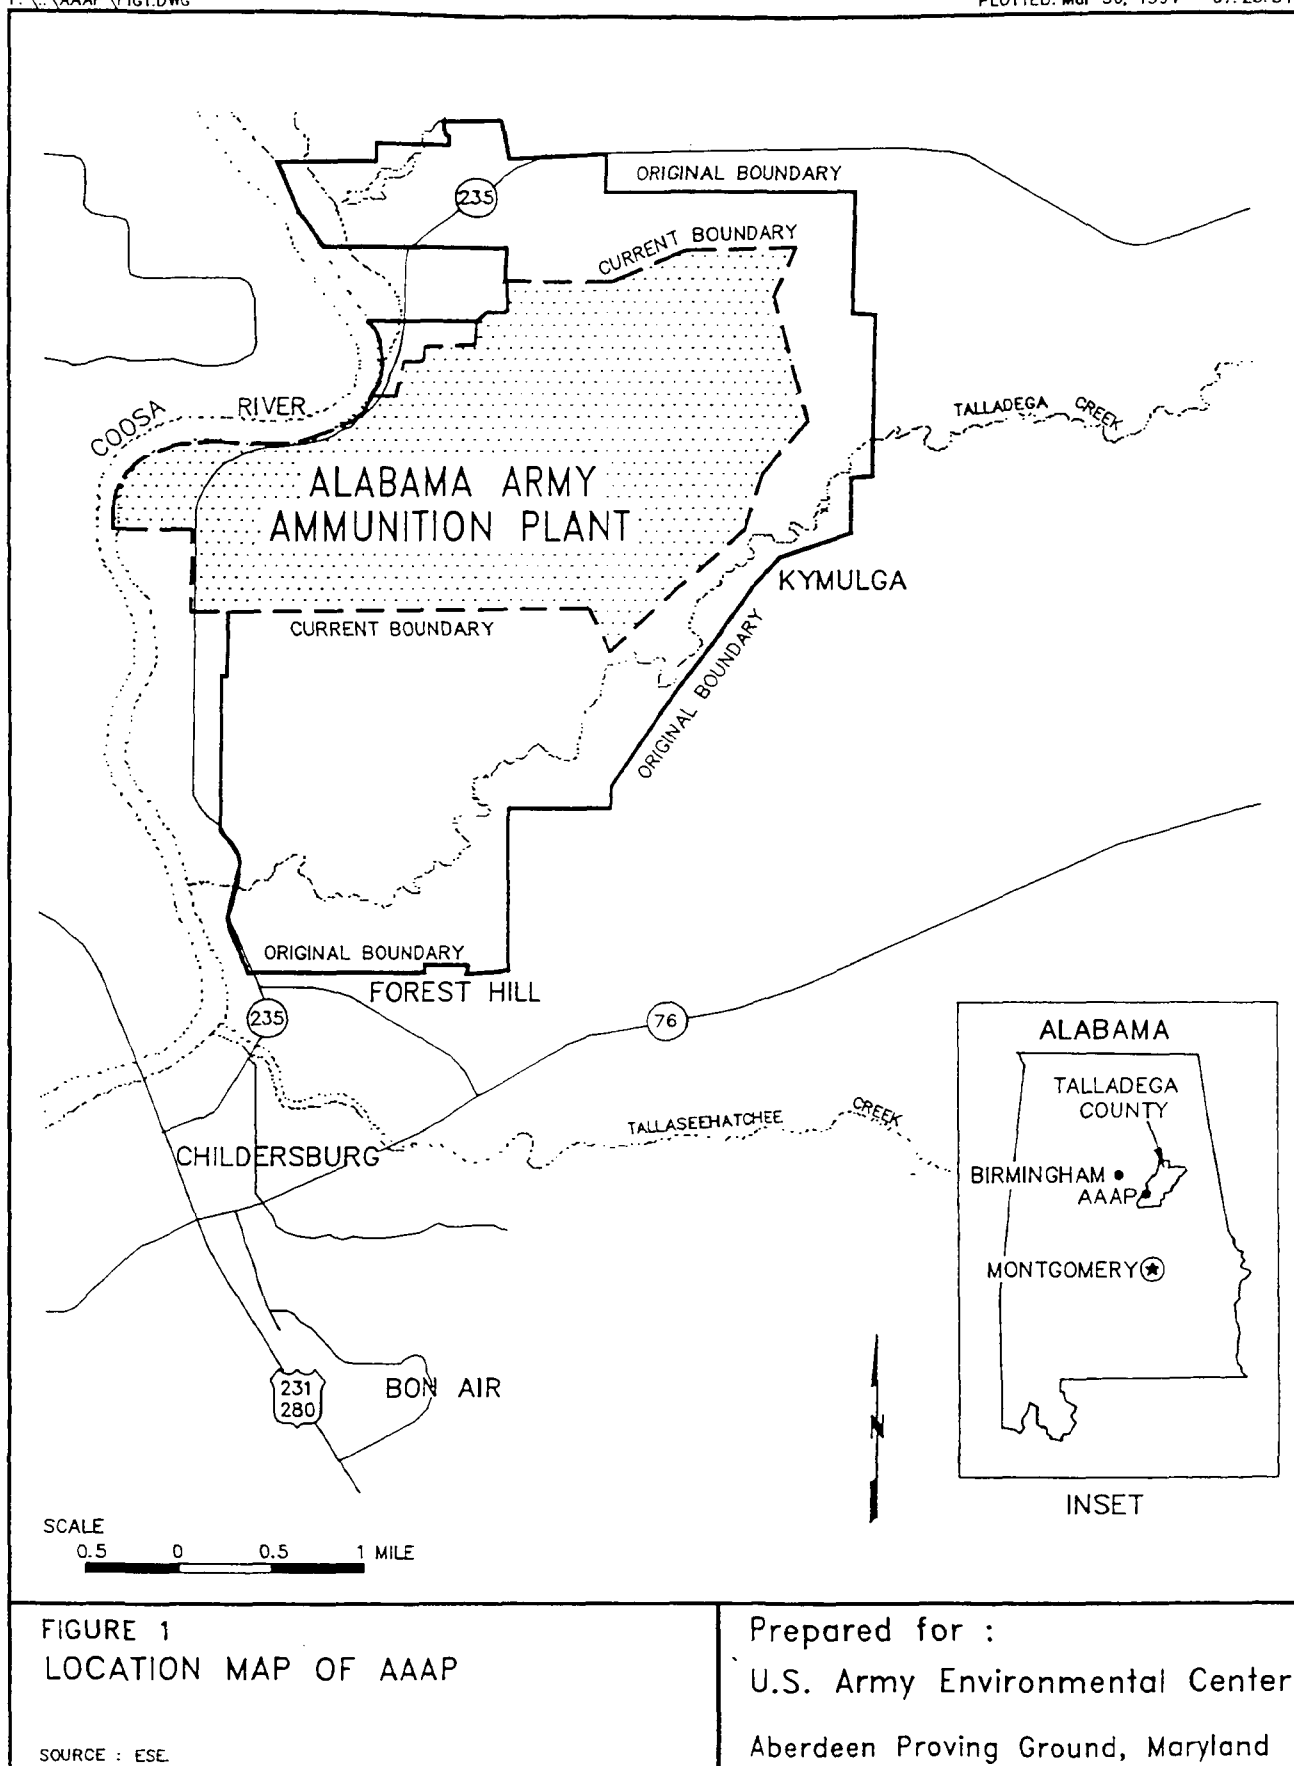 ORIGINAL BOUNDARY
235
CURRENT BOUNDARY
COOSA RIVER
TALLADEGA CREEK
ALABAMA ARMY
AMMUNITION PLANT
KYMULGA
CURRENT BOUNDARY
ORIGINAL BOUNDARY
ORIGINAL BOUNDARY
FOREST HILL
235
76
ALABAMA
TALLADEGA
COUNTY
TALLASEEHATCHEE CREEK
CHILDERSBURG
BIRMINGHAM
AAAP
MONTGOMERY
231
280
BON AIR
N
INSET
SCALE
0.5 0 0.5 1 MILE
FIGURE 1
LOCATION MAP OF AAAP
SOURCE : ESE
Prepared for :
U.S. Army Environmental Center
Aberdeen Proving Ground, Maryland